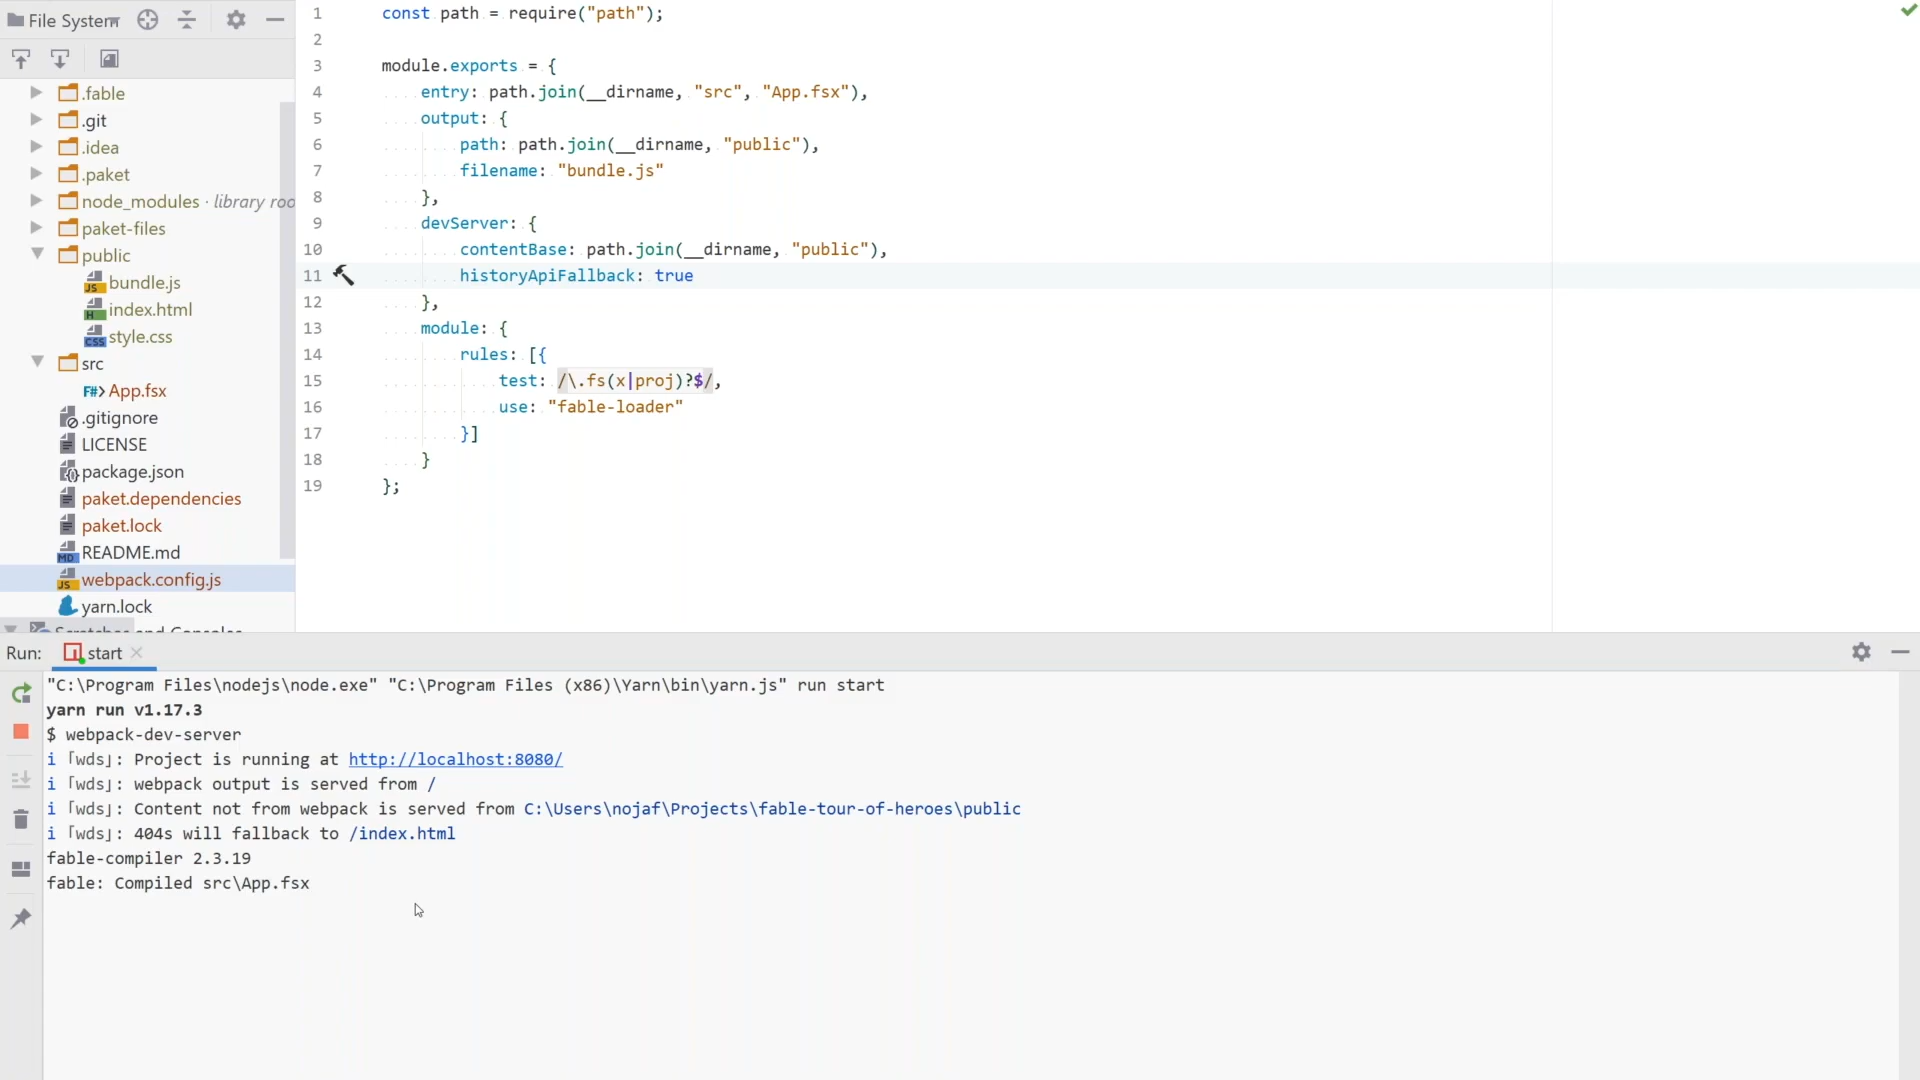 File System
.fable
.git
.idea
.paket
node_modules · library roo
paket-files
public
JS bundle.js
H index.html
CSS style.css
src
F#> App.fsx
.gitignore
LICENSE
package.json
paket.dependencies
paket.lock
MD README.md
JS webpack.config.js
yarn.lock
Scratches and Consoles
1 const path = require("path");
2
3 module.exports = {
4 entry: path.join(__dirname, "src", "App.fsx"),
5 output: {
6 path: path.join(__dirname, "public"),
7 filename: "bundle.js"
8 },
9 devServer: {
10 contentBase: path.join(__dirname, "public"),
11 historyApiFallback: true
12 },
13 module: {
14 rules: [{
15 test: /\.fs(x|proj)?$/,
16 use: "fable-loader"
17 }]
18 }
19 };
Run: start
"C:\Program Files\nodejs\node.exe" "C:\Program Files (x86)\Yarn\bin\yarn.js" run start
yarn run v1.17.3
$ webpack-dev-server
i ｢wds｣: Project is running at http://localhost:8080/
i ｢wds｣: webpack output is served from /
i ｢wds｣: Content not from webpack is served from C:\Users\nojaf\Projects\fable-tour-of-heroes\public
i ｢wds｣: 404s will fallback to /index.html
fable-compiler 2.3.19
fable: Compiled src\App.fsx